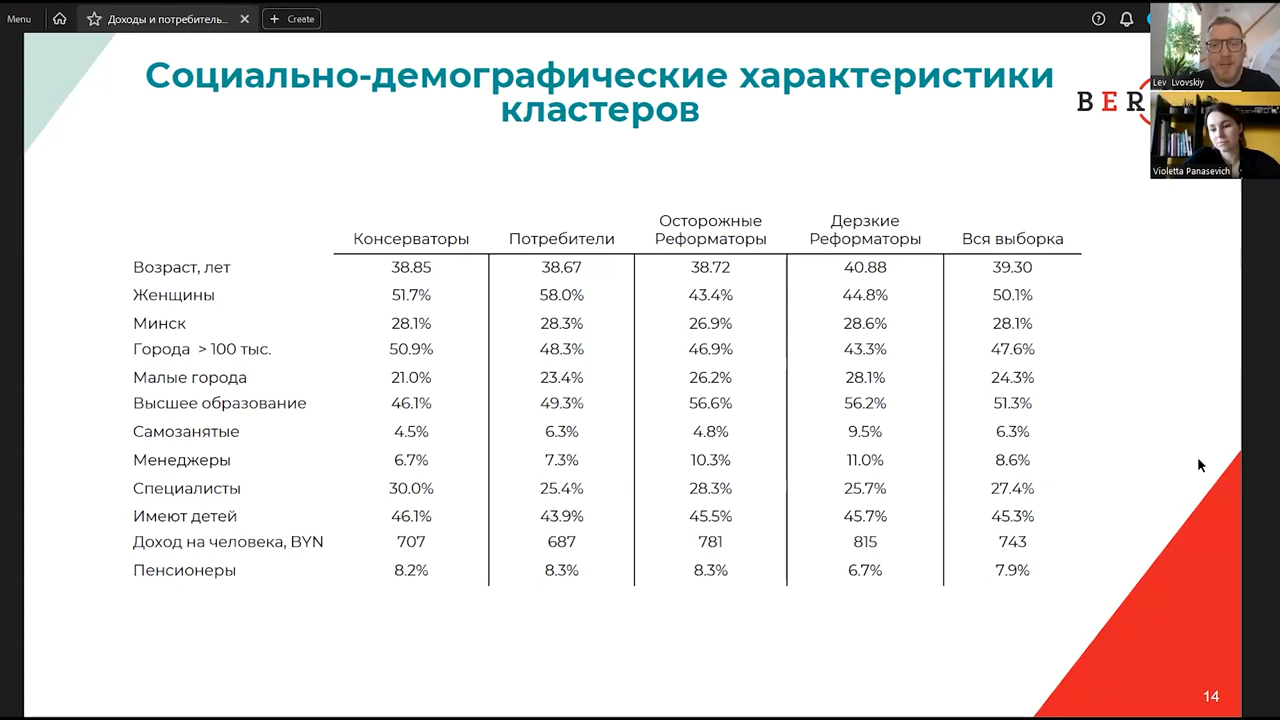 Menu
Доходы и потребитель...
Create
Lev Lvovskiy
Violetta Panasevich
BER
Социально-демографические характеристики
кластеров
Консерваторы Потребители Осторожные Реформаторы Дерзкие Реформаторы Вся выборка
Возраст, лет 38.85 38.67 38.72 40.88 39.30
Женщины 51.7% 58.0% 43.4% 44.8% 50.1%
Минск 28.1% 28.3% 26.9% 28.6% 28.1%
Города > 100 тыс. 50.9% 48.3% 46.9% 43.3% 47.6%
Малые города 21.0% 23.4% 26.2% 28.1% 24.3%
Высшее образование 46.1% 49.3% 56.6% 56.2% 51.3%
Самозанятые 4.5% 6.3% 4.8% 9.5% 6.3%
Менеджеры 6.7% 7.3% 10.3% 11.0% 8.6%
Специалисты 30.0% 25.4% 28.3% 25.7% 27.4%
Имеют детей 46.1% 43.9% 45.5% 45.7% 45.3%
Доход на человека, BYN 707 687 781 815 743
Пенсионеры 8.2% 8.3% 8.3% 6.7% 7.9%
14